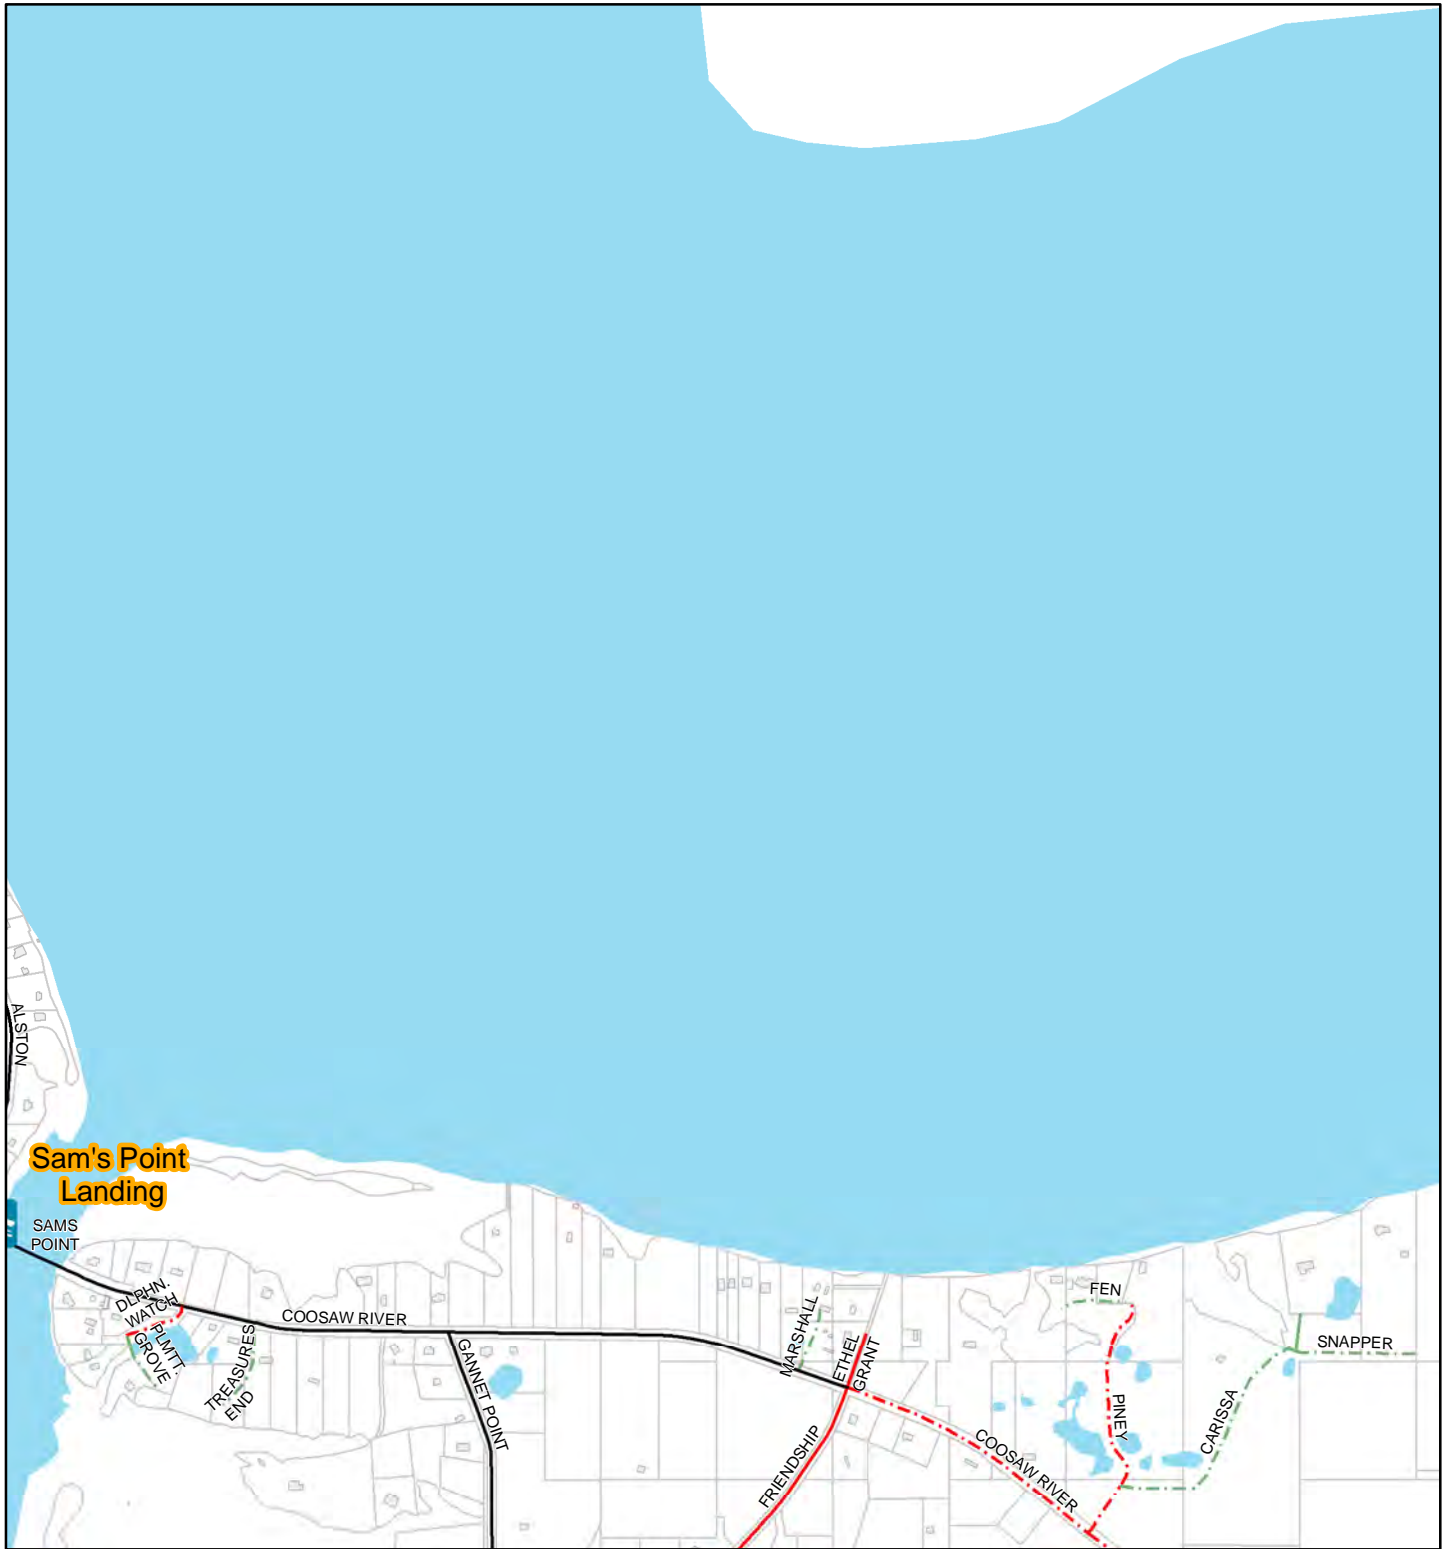 ALSTON
Sam's Point
Landing
SAMS
POINT
DLPHN.
WATCH
PLMTT.
GROVE
TREASURES
END
COOSAW RIVER
GANNET POINT
MARSHALL
ETHEL
GRANT
FRIENDSHIP
COOSAW RIVER
FEN
PINEY
CARISSA
SNAPPER